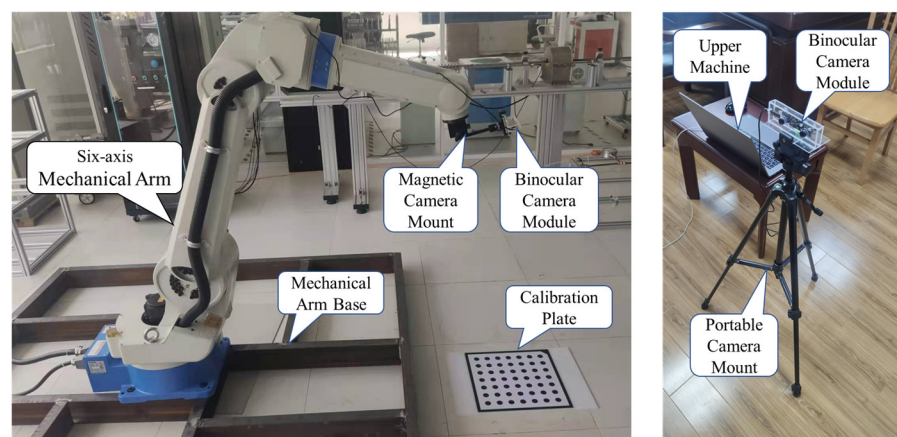 Six-axis
Mechanical Arm
Magnetic
Camera
Mount
Binocular
Camera
Module
Mechanical
Arm Base
Calibration
Plate
Upper
Machine
Binocular
Camera
Module
Portable
Camera
Mount